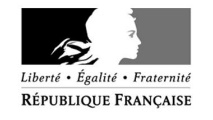 Liberté • Égalité • Fraternité
RÉPUBLIQUE FRANÇAISE